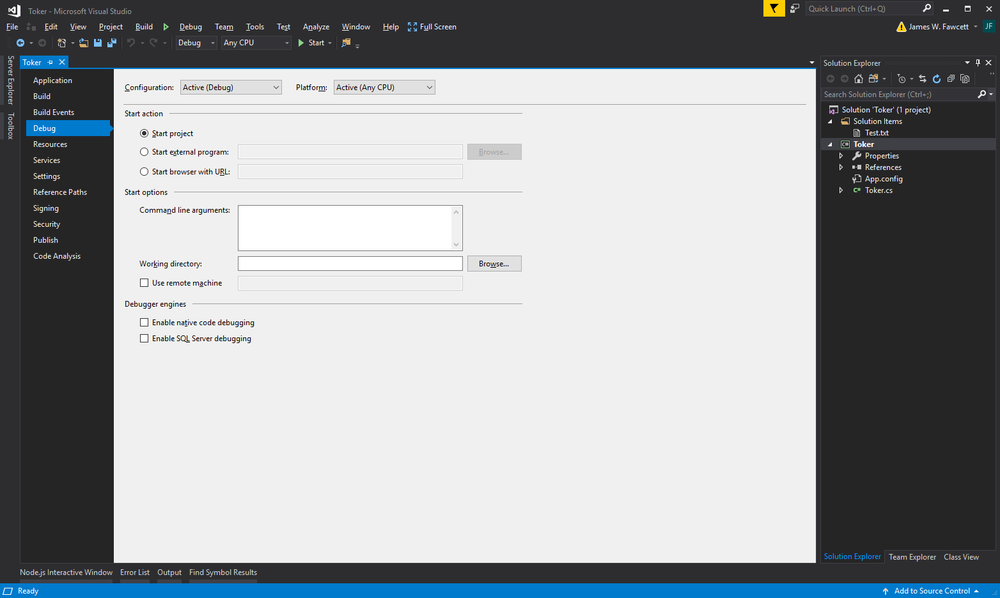 Toker - Microsoft Visual Studio
Quick Launch (Ctrl+Q)
File Edit View Project Build Debug Team Tools Test Analyze Window Help Full Screen
James W. Fawcett JF
Debug Any CPU Start
Server Explorer
Toolbox
Toker
Application
Build
Build Events
Debug
Resources
Services
Settings
Reference Paths
Signing
Security
Publish
Code Analysis
Configuration: Active (Debug) Platform: Active (Any CPU)
Start action
Start project
Start external program: Browse...
Start browser with URL:
Start options
Command line arguments:
Working directory: Browse...
Use remote machine
Debugger engines
Enable native code debugging
Enable SQL Server debugging
Solution Explorer
Search Solution Explorer (Ctrl+;)
Solution 'Toker' (1 project)
Solution Items
Test.txt
C# Toker
Properties
References
App.config
C# Toker.cs
Solution Explorer Team Explorer Class View
Node.js Interactive Window Error List Output Find Symbol Results
Ready
Add to Source Control